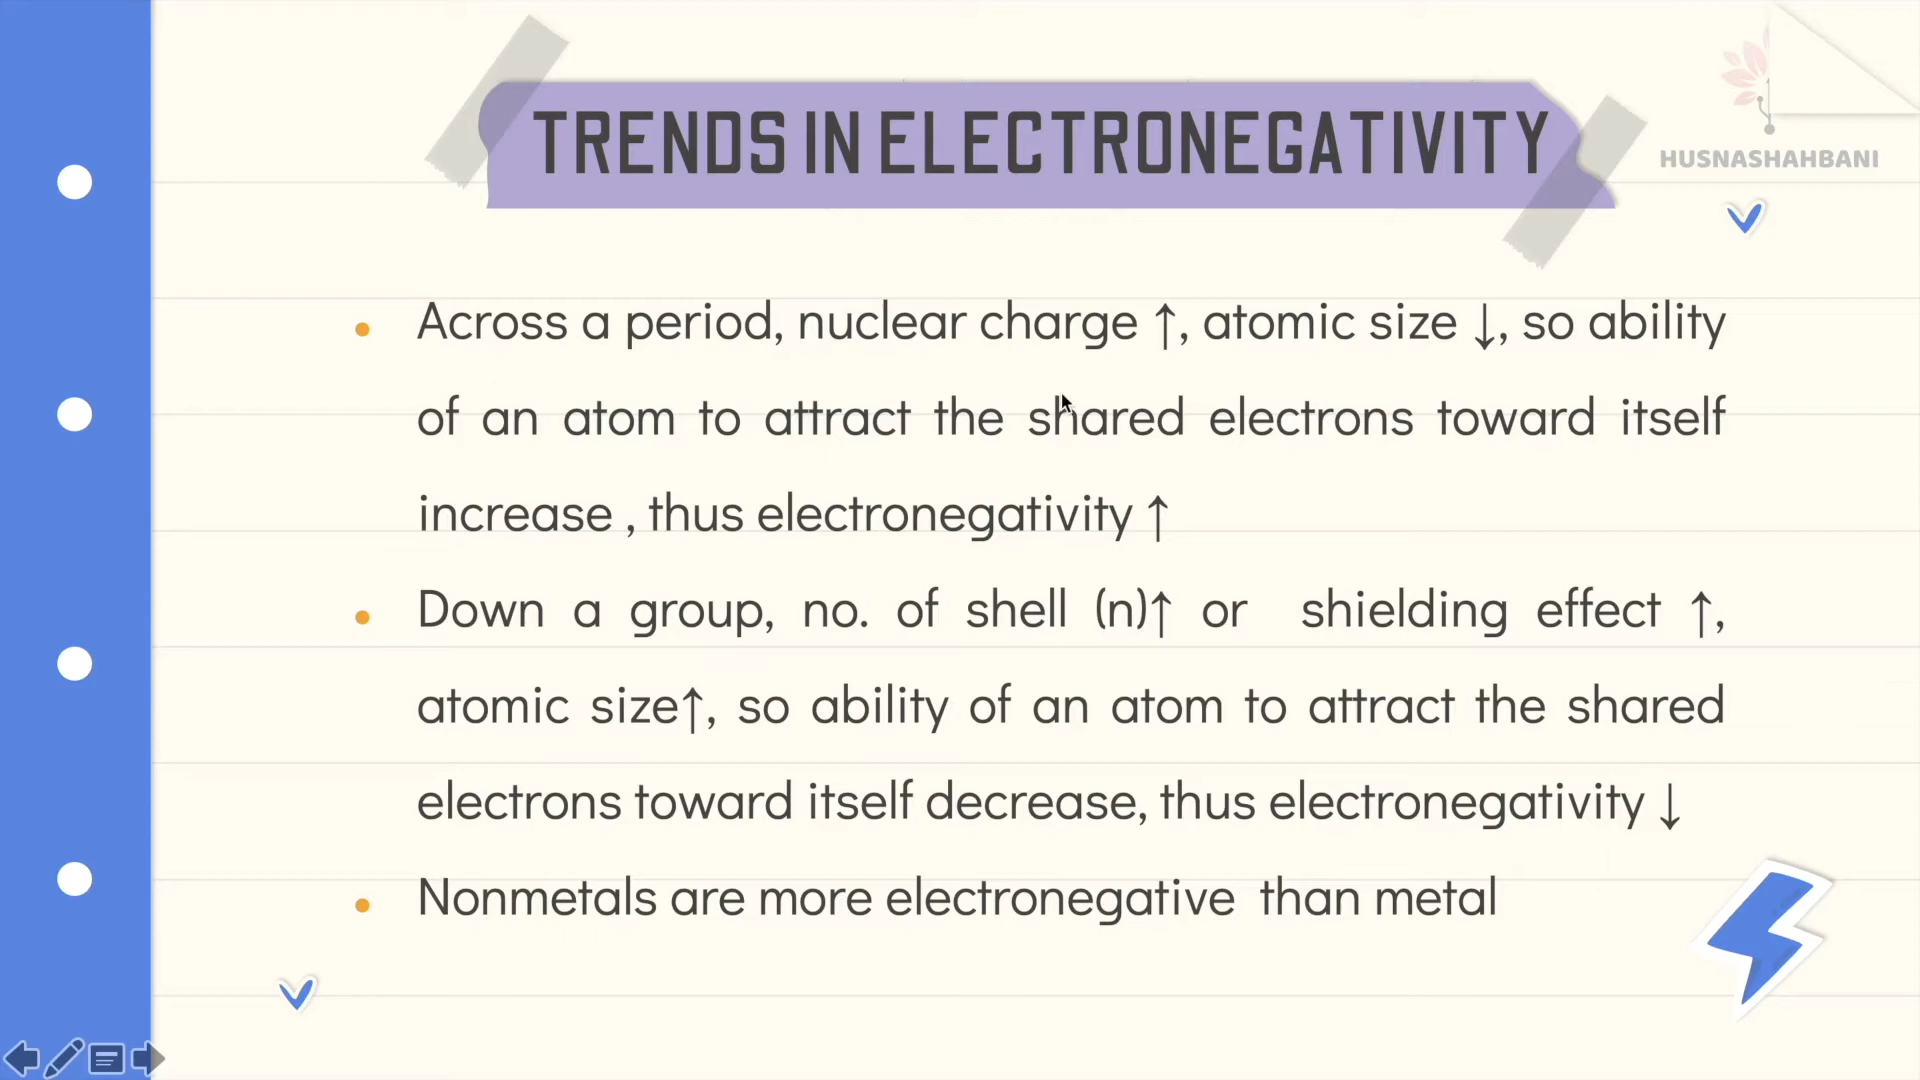 TRENDS IN ELECTRONEGATIVITY
HUSNASHAHBANI
• Across a period, nuclear charge ↑, atomic size ↓, so ability
of an atom to attract the shared electrons toward itself
increase , thus electronegativity ↑
• Down a group, no. of shell (n)↑ or shielding effect ↑,
atomic size↑, so ability of an atom to attract the shared
electrons toward itself decrease, thus electronegativity ↓
• Nonmetals are more electronegative than metal